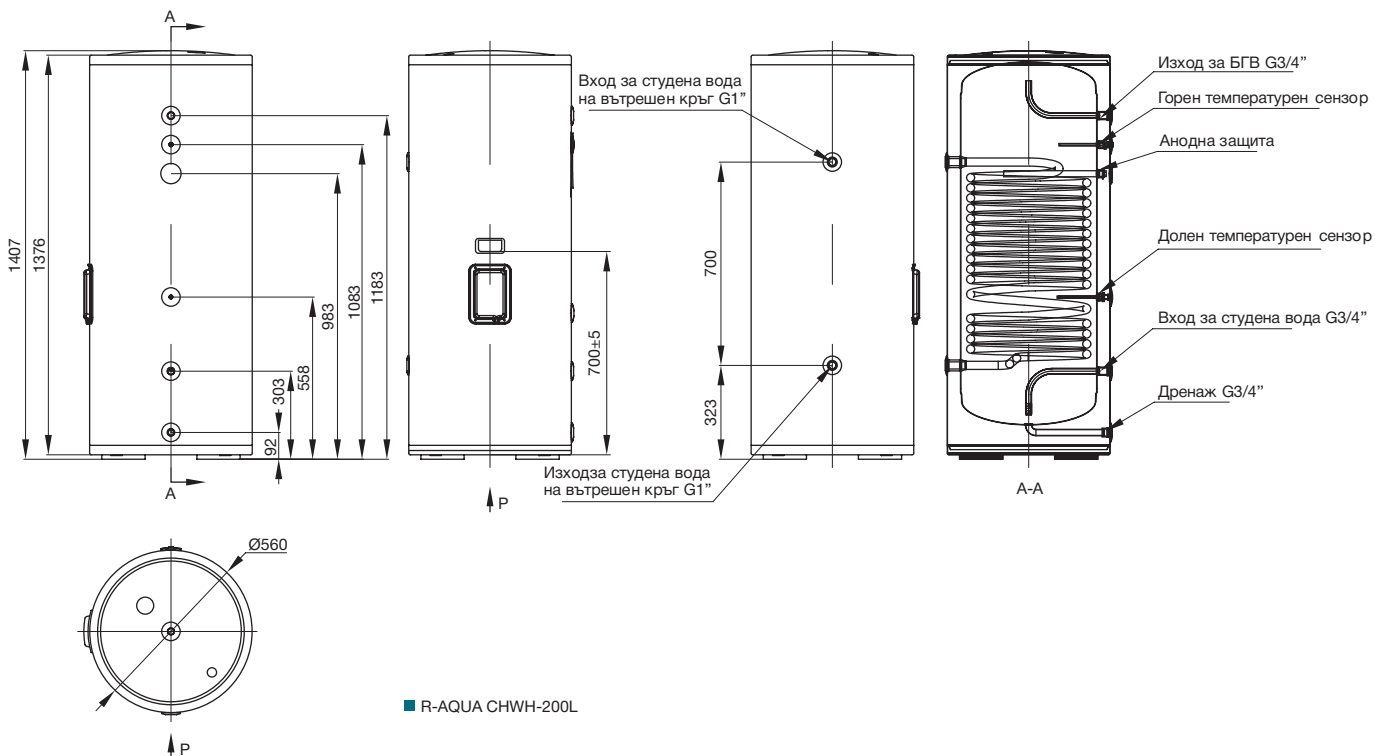 A
1407
1376
92
303
558
983
1083
1183
A
700±5
P
Вход за студена вода
на вътрешен кръг G1”
700
323
Изходза студена вода
на вътрешен кръг G1”
Изход за БГВ G3/4”
Горен температурен сензор
Анодна защита
Долен температурен сензор
Вход за студена вода G3/4”
Дренаж G3/4”
A-A
Ø560
P
R-AQUA CHWH-200L